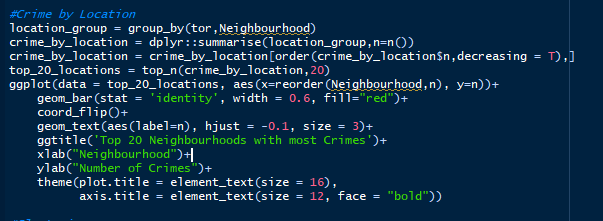 #Crime by Location
location_group = group_by(tor,Neighbourhood)
crime_by_location = dplyr::summarise(location_group,n=n())
crime_by_location = crime_by_location[order(crime_by_location$n,decreasing = T),]
top_20_locations = top_n(crime_by_location,20)
ggplot(data = top_20_locations, aes(x=reorder(Neighbourhood,n), y=n))+
    geom_bar(stat = 'identity', width = 0.6, fill="red")+
    coord_flip()+
    geom_text(aes(label=n), hjust = -0.1, size = 3)+
    ggtitle('Top 20 Neighbourhoods with most Crimes')+
    xlab("Neighbourhood")+
    ylab("Number of Crimes")+
    theme(plot.title = element_text(size = 16),
          axis.title = element_text(size = 12, face = "bold"))